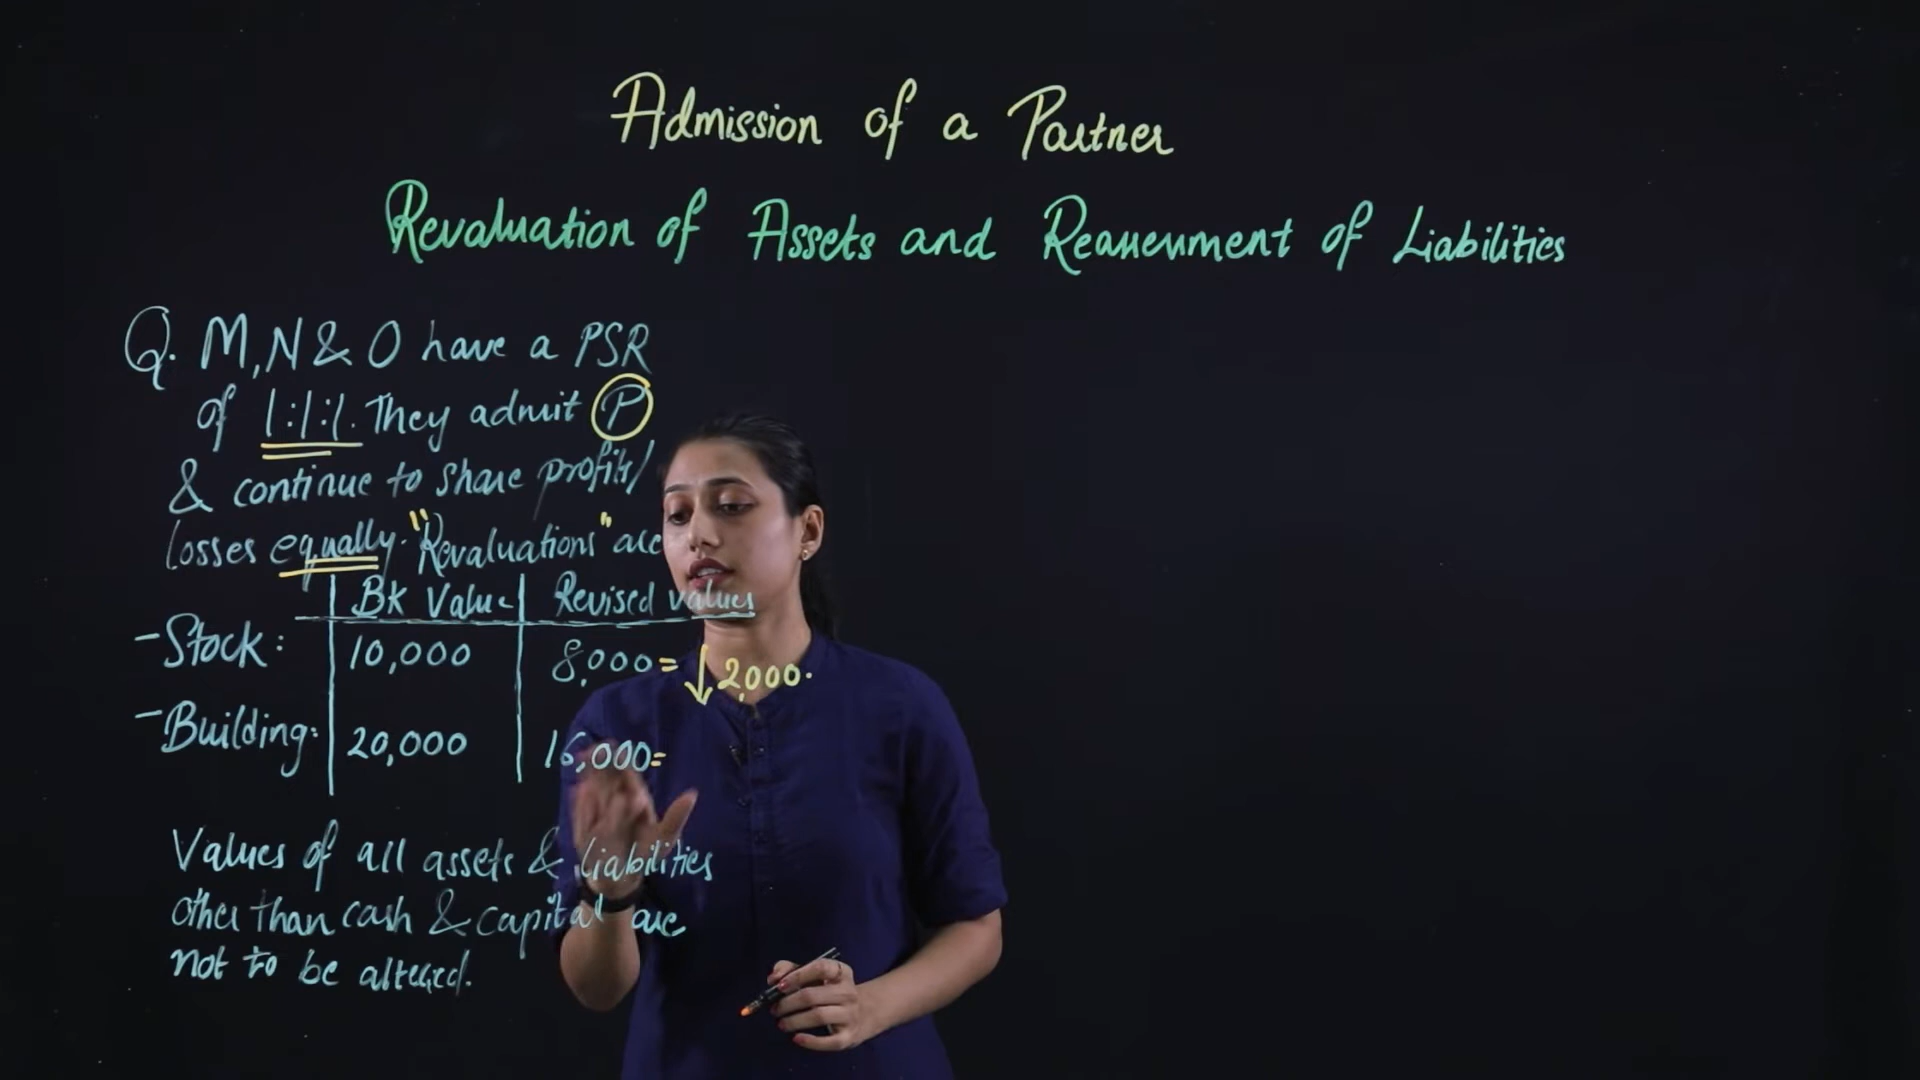 Admission of a Partner
Revaluation of Assets and Reassessment of Liabilities
Q. M, N & O have a PSR
of 1:1:1. They admit P
& continue to share profits/
losses equally. "Revaluations" are
Bk Value Revised values
- Stock: 10,000 8,000 = ↓ 2,000.
- Building: 20,000 16,000 =
Values of all assets & liabilities
other than cash & capital are
not to be altered.